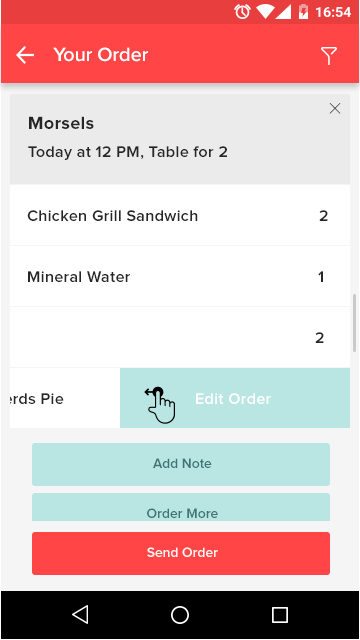 16:54
Your Order
Morsels
Today at 12 PM, Table for 2
Chicken Grill Sandwich 2
Mineral Water 1
2
erds Pie Edit Order
Add Note
Order More
Send Order